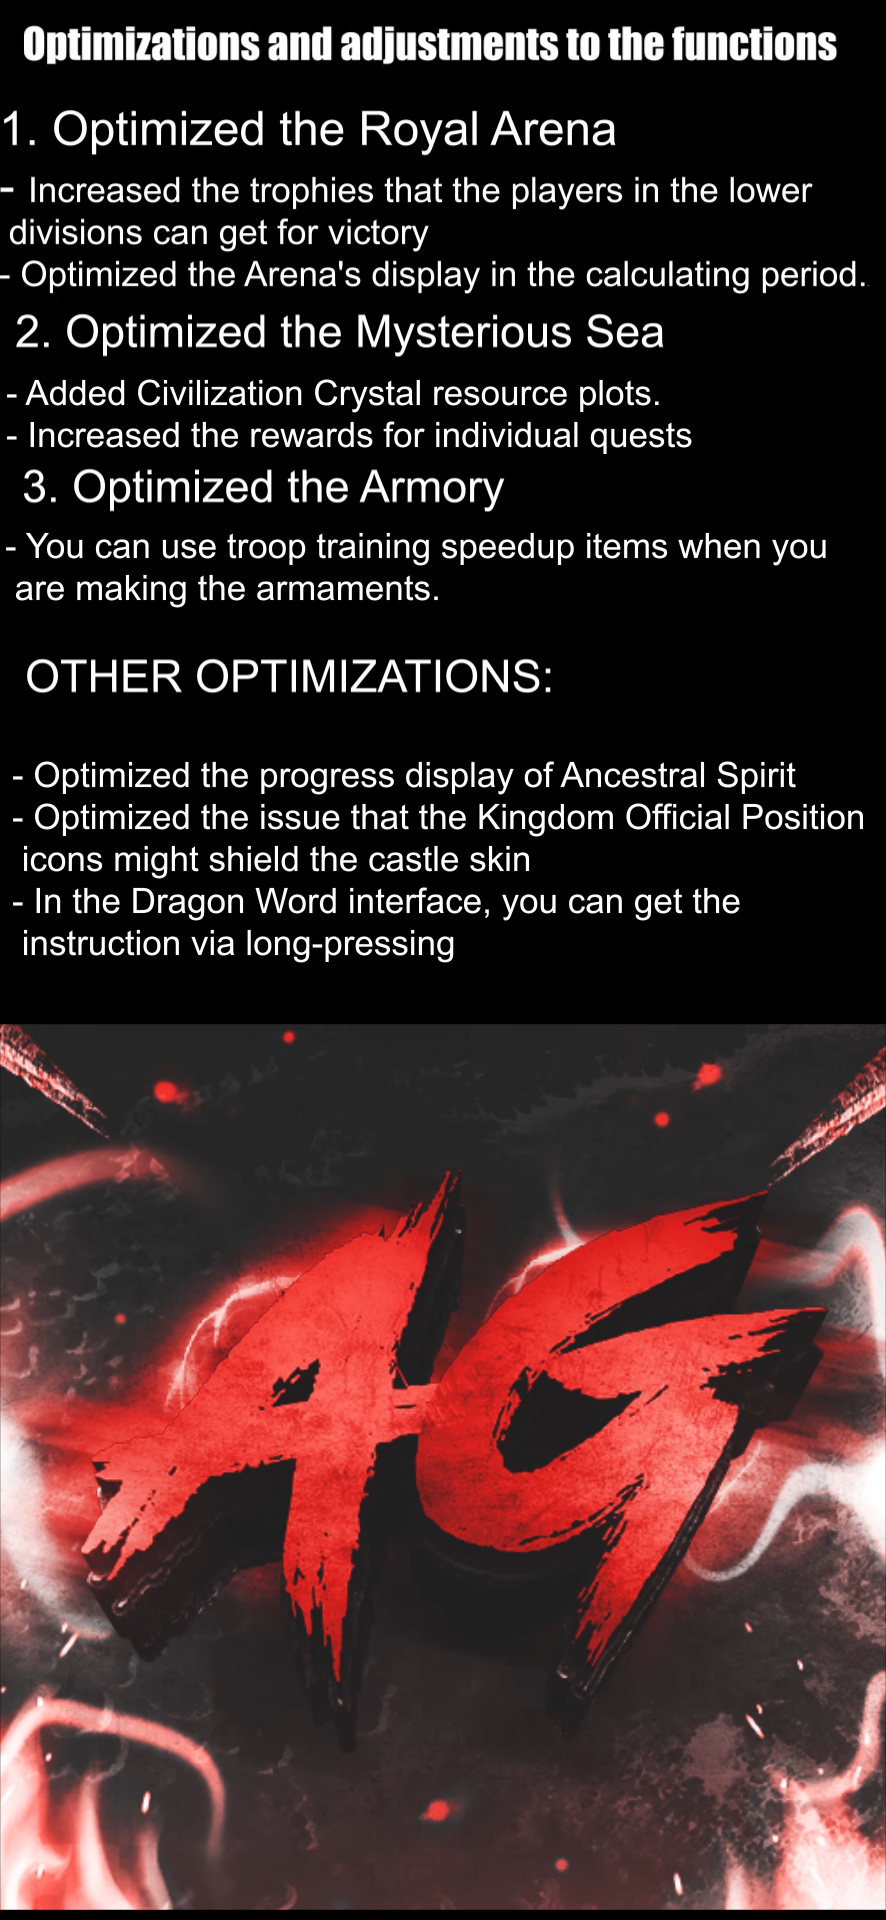 Optimizations and adjustments to the functions
1. Optimized the Royal Arena
- Increased the trophies that the players in the lower
divisions can get for victory
- Optimized the Arena's display in the calculating period.
2. Optimized the Mysterious Sea
- Added Civilization Crystal resource plots.
- Increased the rewards for individual quests
3. Optimized the Armory
- You can use troop training speedup items when you
are making the armaments.
OTHER OPTIMIZATIONS:
- Optimized the progress display of Ancestral Spirit
- Optimized the issue that the Kingdom Official Position
icons might shield the castle skin
- In the Dragon Word interface, you can get the
instruction via long-pressing
AG